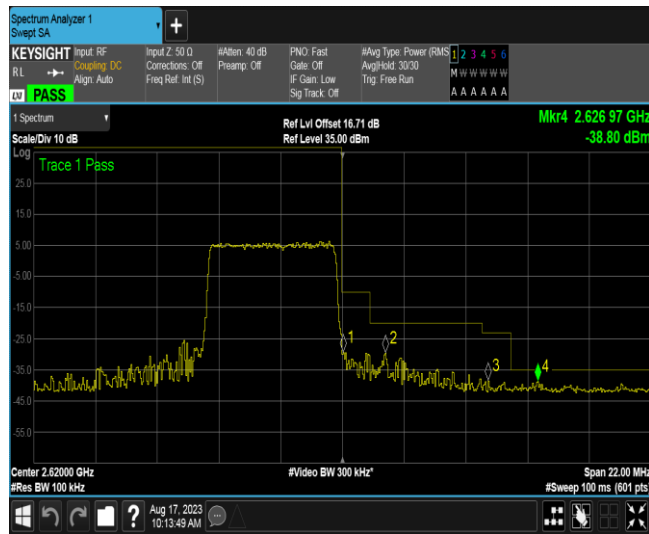 Spectrum Analyzer 1
Swept SA
+
KEYSIGHT
RL
LXI PASS
Input: RF
Coupling: DC
Align: Auto
Input Z: 50 Ω
Corrections: Off
Freq Ref: Int (S)
#Atten: 40 dB
Preamp: Off
PNO: Fast
Gate: Off
IF Gain: Low
Sig Track: Off
#Avg Type: Power (RMS
Avg|Hold: 30/30
Trig: Free Run
1 2 3 4 5 6
M W W W W W
A A A A A A
1 Spectrum
Scale/Div 10 dB
Ref Lvl Offset 16.71 dB
Ref Level 35.00 dBm
Mkr4 2.626 97 GHz
-38.80 dBm
Log
Trace 1 Pass
25.0
15.0
5.00
-5.00
-15.0
-25.0
-35.0
-45.0
-55.0
1
2
3
4
Center 2.62000 GHz
#Video BW 300 kHz*
Span 22.00 MHz
#Res BW 100 kHz
#Sweep 100 ms (601 pts
?
Aug 17, 2023
10:13:49 AM